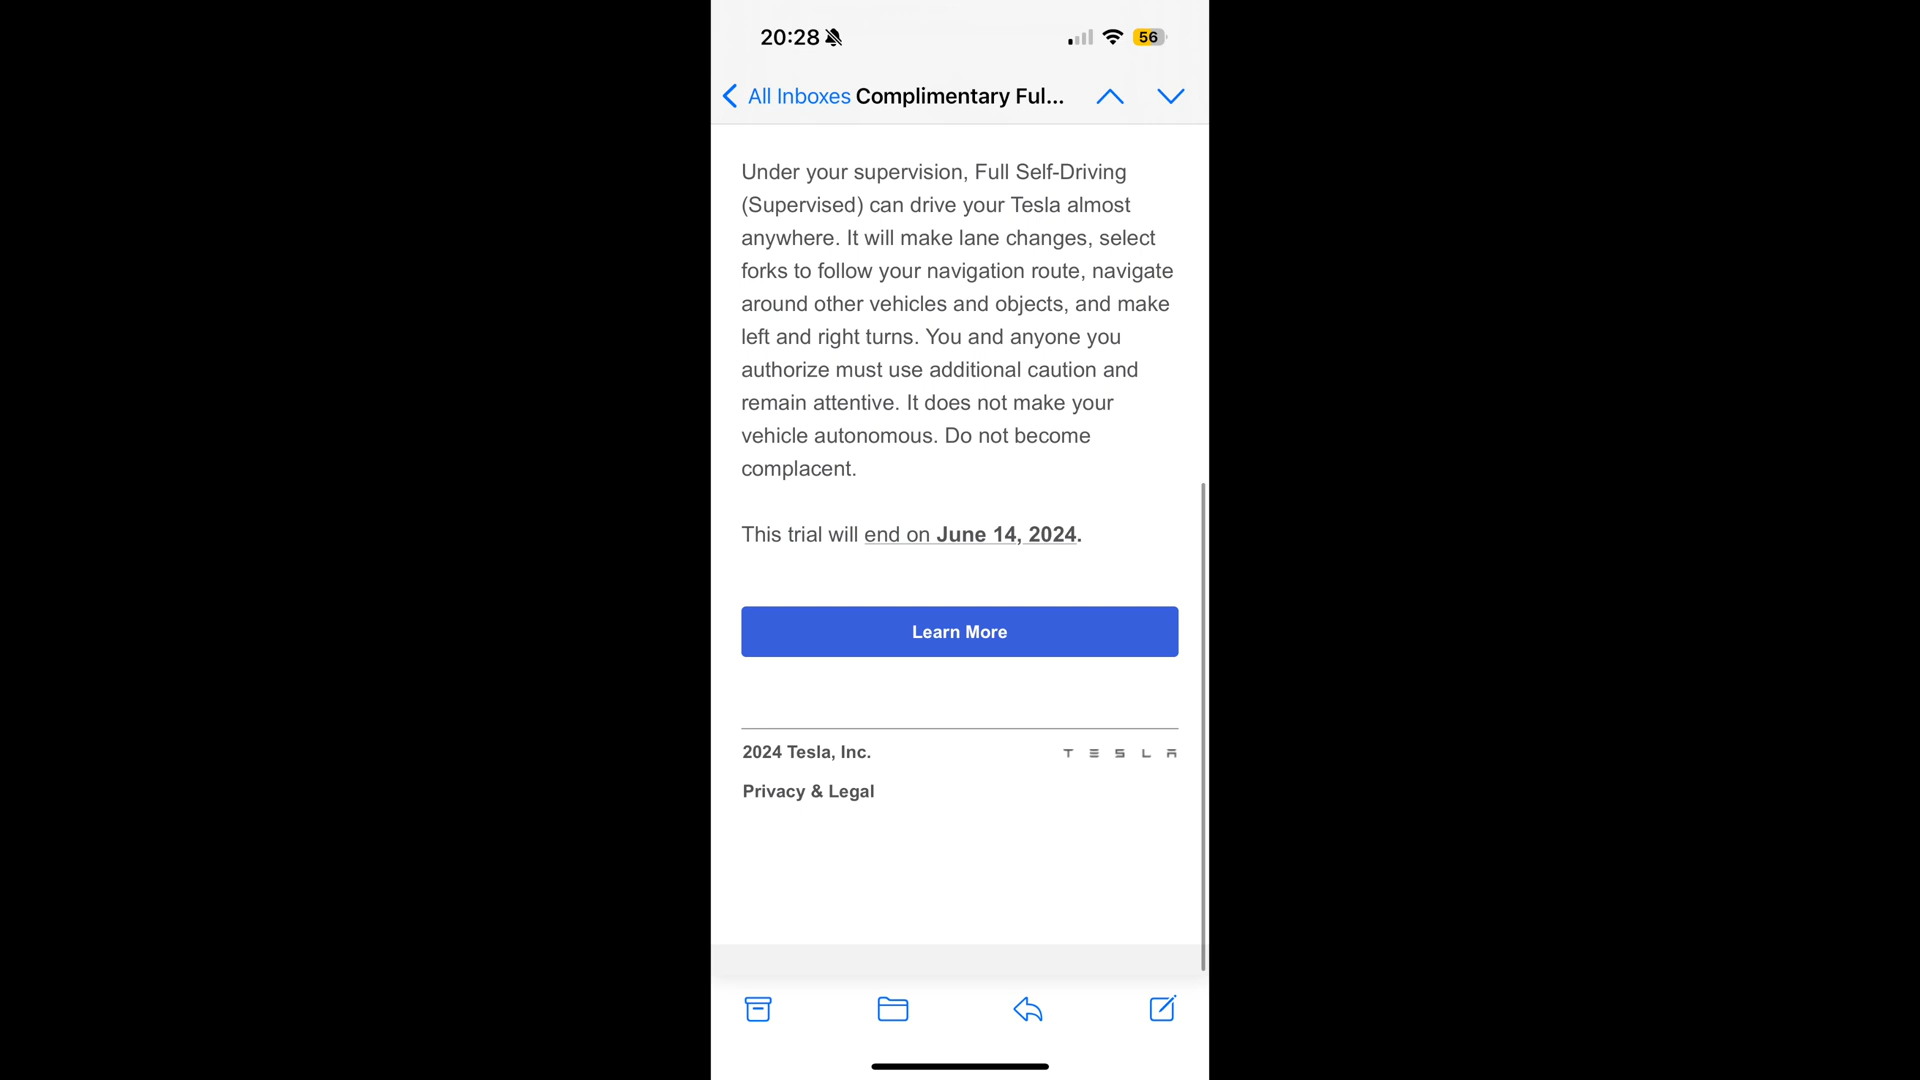 20:28
56
All Inboxes Complimentary Ful...
Under your supervision, Full Self-Driving
(Supervised) can drive your Tesla almost
anywhere. It will make lane changes, select
forks to follow your navigation route, navigate
around other vehicles and objects, and make
left and right turns. You and anyone you
authorize must use additional caution and
remain attentive. It does not make your
vehicle autonomous. Do not become
complacent.
This trial will end on June 14, 2024.
Learn More
2024 Tesla, Inc.
TESLA
Privacy & Legal